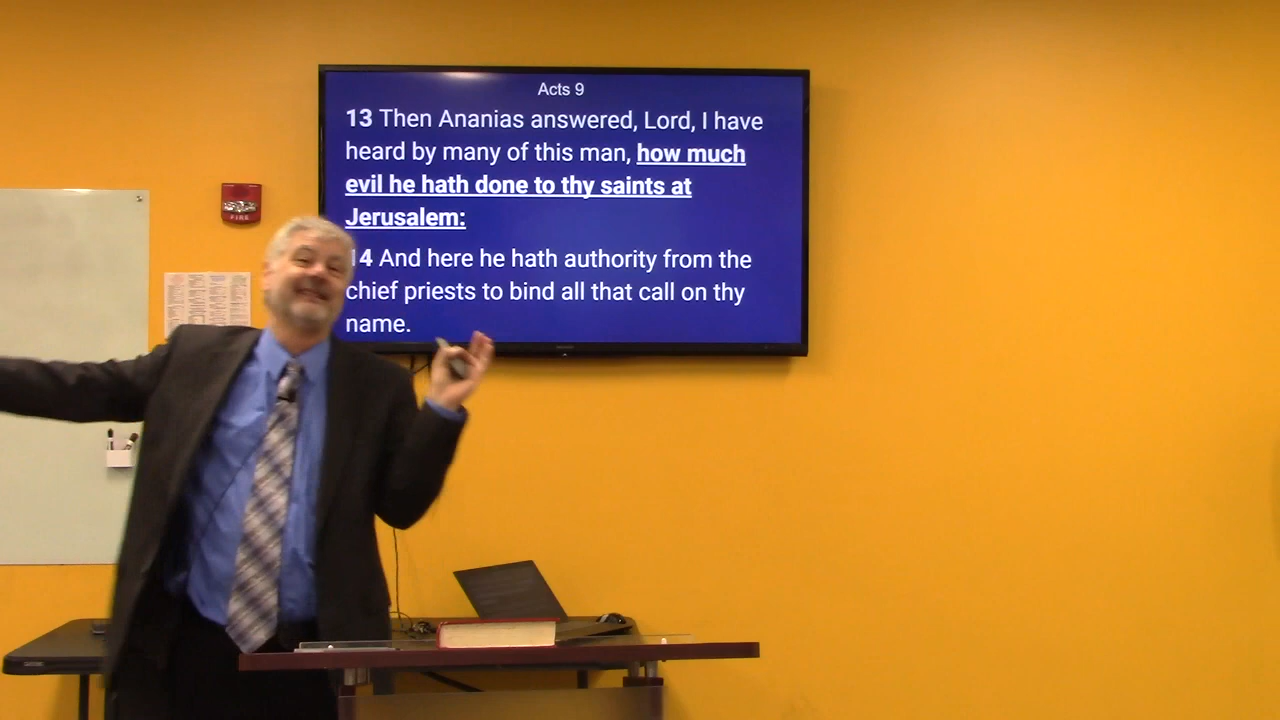 Acts 9
13 Then Ananias answered, Lord, I have
heard by many of this man, how much
evil he hath done to thy saints at
Jerusalem:
14 And here he hath authority from the
chief priests to bind all that call on thy
name.
FIRE